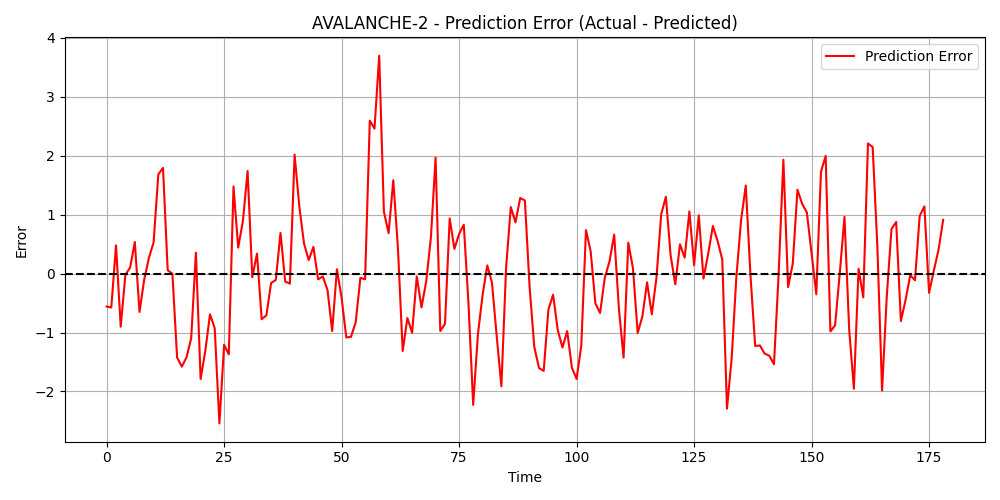 AVALANCHE-2 - Prediction Error (Actual - Predicted)
Prediction Error
Error
4
3
2
1
0
−1
−2
0 25 50 75 100 125 150 175
Time